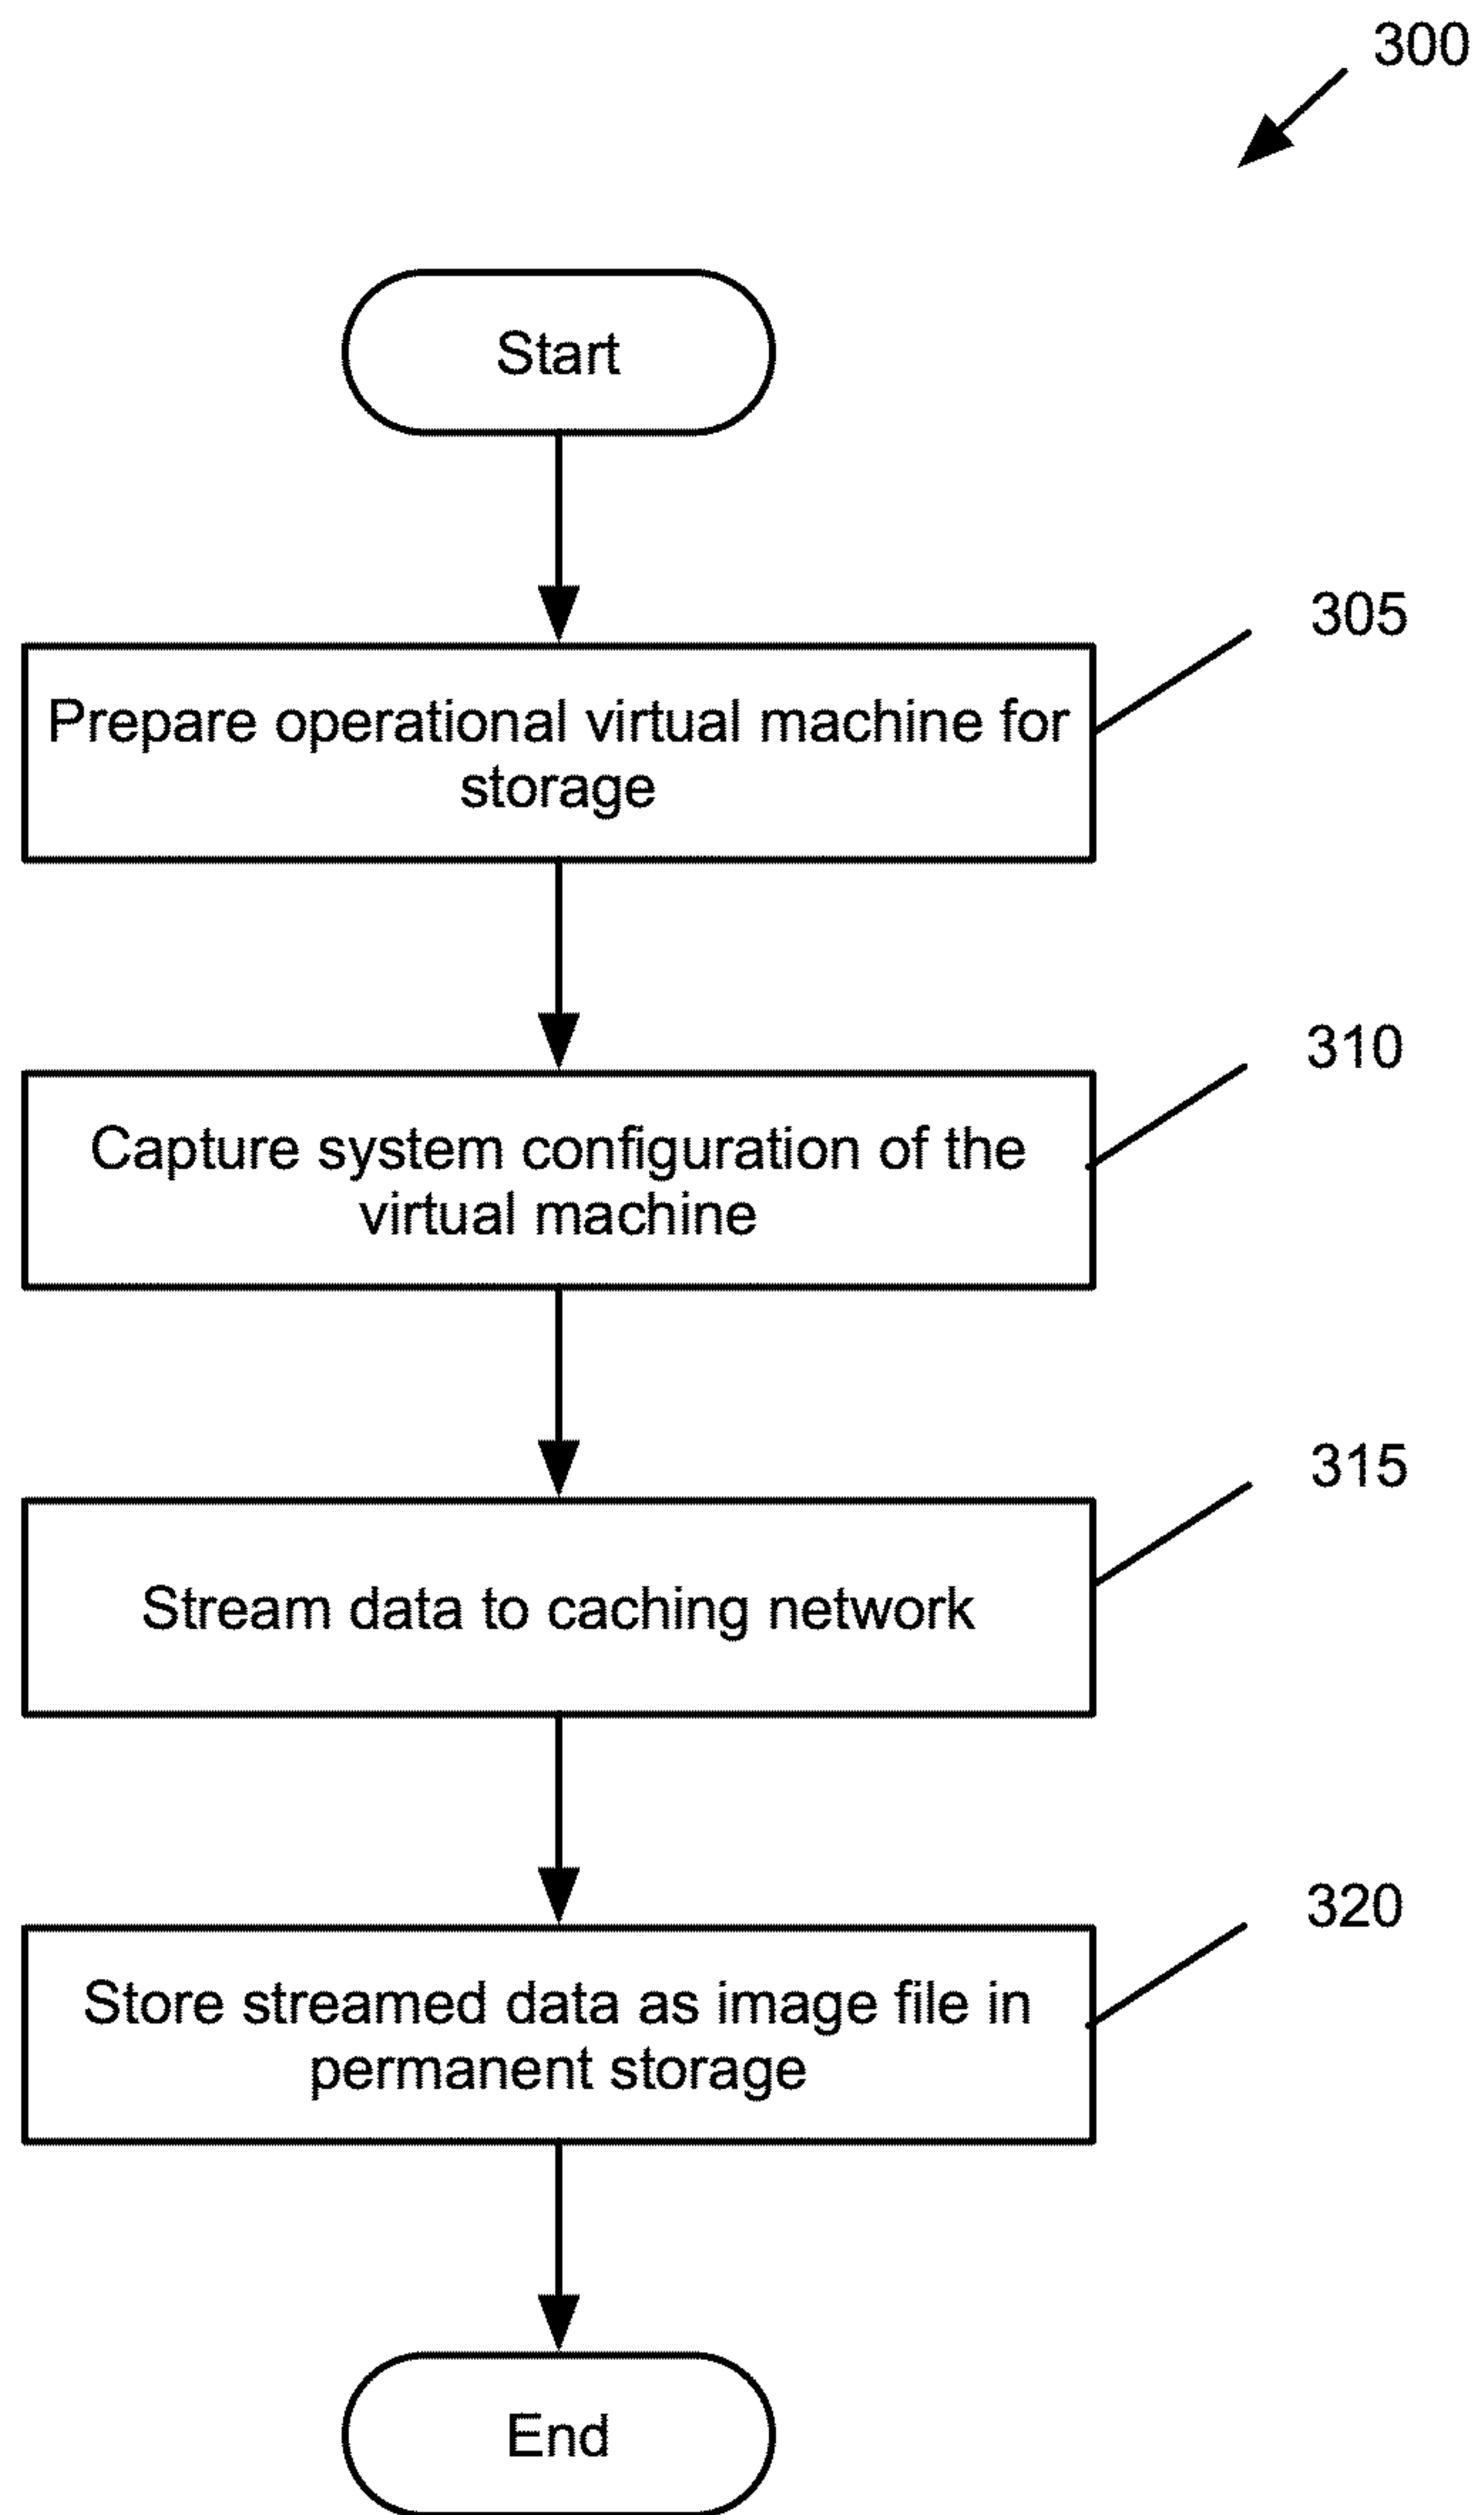 300
Start
305
Prepare operational virtual machine for
storage
310
Capture system configuration of the
virtual machine
315
Stream data to caching network
320
Store streamed data as image file in
permanent storage
End